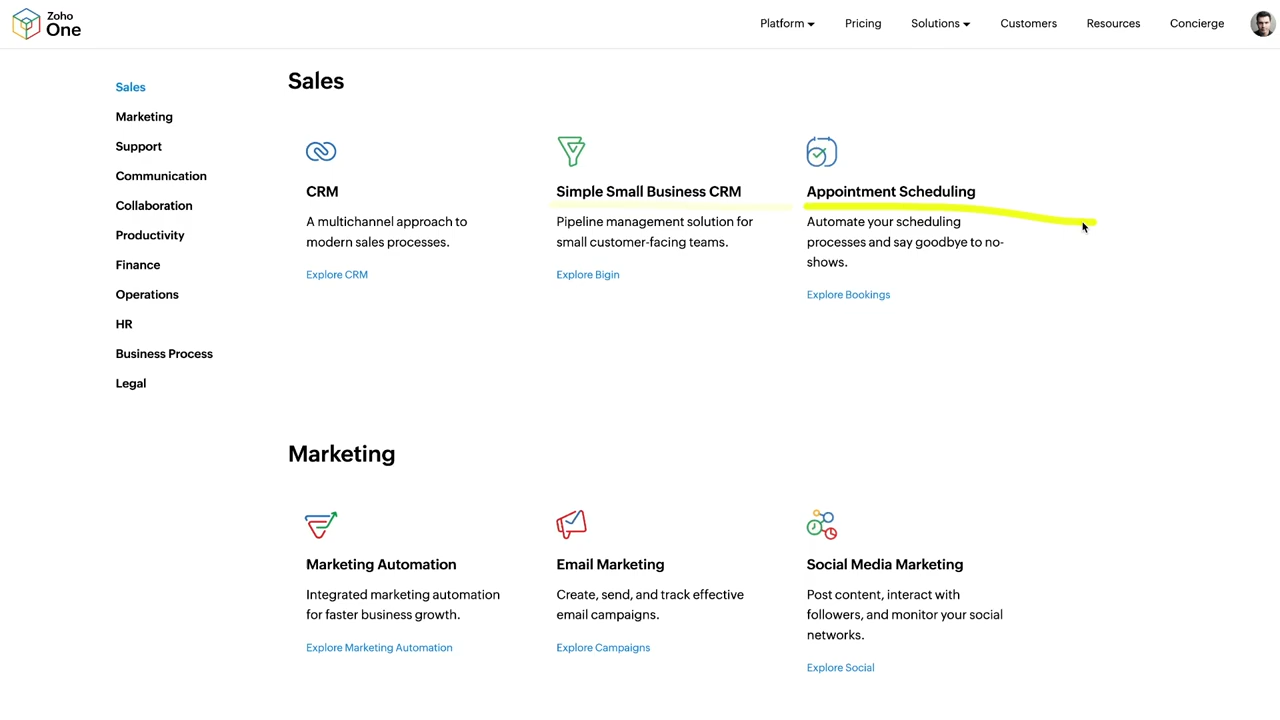 Zoho
One
Platform
Pricing
Solutions
Customers
Resources
Concierge
Sales
Marketing
Support
Communication
Collaboration
Productivity
Finance
Operations
HR
Business Process
Legal
Sales
CRM
A multichannel approach to
modern sales processes.
Explore CRM
Simple Small Business CRM
Pipeline management solution for
small customer-facing teams.
Explore Bigin
Appointment Scheduling
Automate your scheduling
processes and say goodbye to no-
shows.
Explore Bookings
Marketing
Marketing Automation
Integrated marketing automation
for faster business growth.
Explore Marketing Automation
Email Marketing
Create, send, and track effective
email campaigns.
Explore Campaigns
Social Media Marketing
Post content, interact with
followers, and monitor your social
networks.
Explore Social